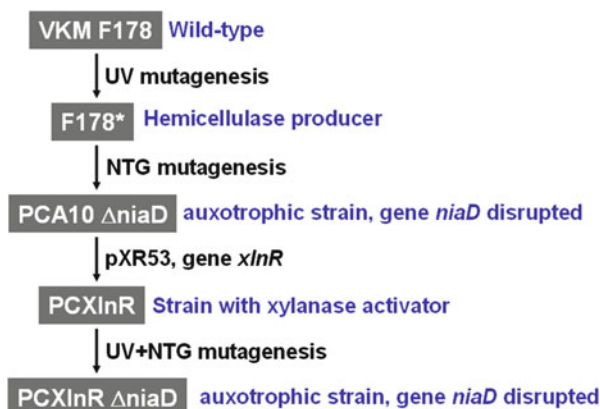 VKM F178 Wild-type
UV mutagenesis
F178* Hemicellulase producer
NTG mutagenesis
PCA10 ΔniaD auxotrophic strain, gene niaD disrupted
pXR53, gene xlnR
PCXlnR Strain with xylanase activator
UV+NTG mutagenesis
PCXlnR ΔniaD auxotrophic strain, gene niaD disrupted